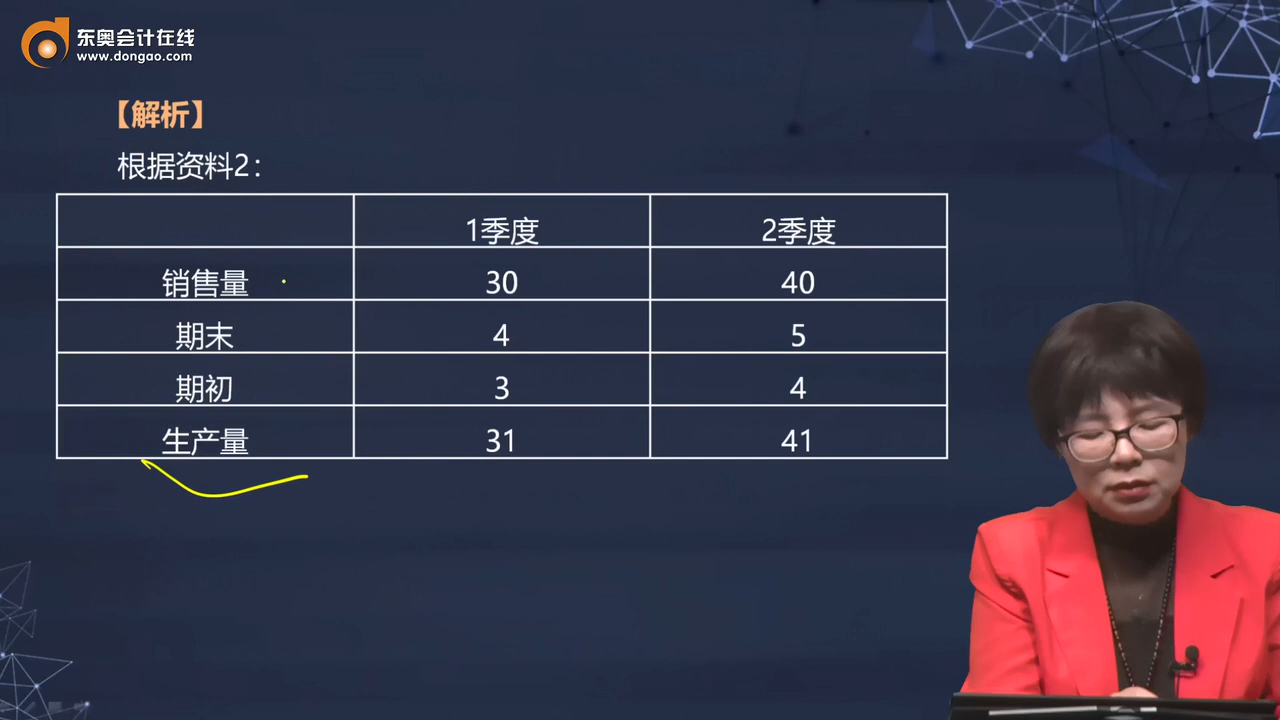 东奥会计在线
www.dongao.com
【解析】
根据资料2：
1季度 2季度
销售量 30 40
期末 4 5
期初 3 4
生产量 31 41